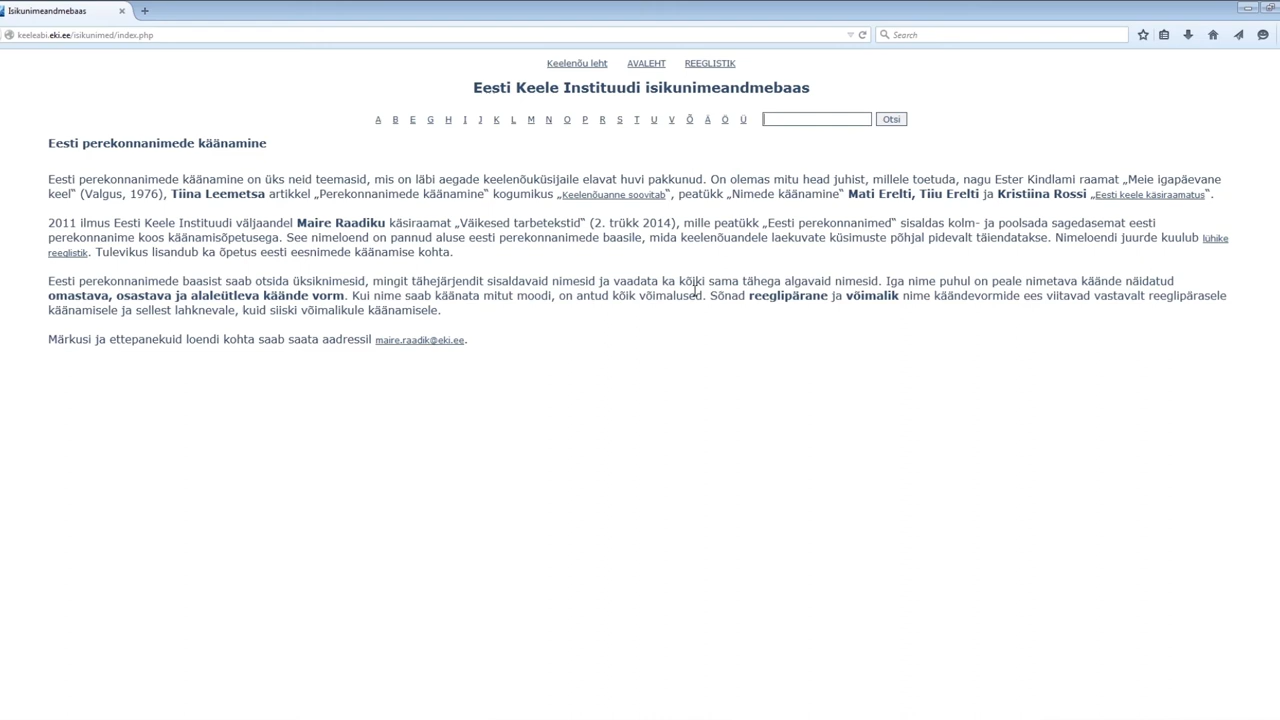 Isikunimeandmebaas
keeleabi.eki.ee/isikunimed/index.php
Search
Keelenõu leht AVALEHT REEGLISTIK
Eesti Keele Instituudi isikunimeandmebaas
A B E G H I J K L M N O P R S T U V Õ Ä Ö Ü Otsi
Eesti perekonnanimede käänamine
Eesti perekonnanimede käänamine on üks neid teemasid, mis on läbi aegade keelenõuküsijaile elavat huvi pakkunud. On olemas mitu head juhist, millele toetuda, nagu Ester Kindlami raamat „Meie igapäevane
keel“ (Valgus, 1976), Tiina Leemetsa artikkel „Perekonnanimede käänamine“ kogumikus „Keelenõuanne soovitab“, peatükk „Nimede käänamine“ Mati Erelti, Tiiu Erelti ja Kristiina Rossi „Eesti keele käsiraamatus“.
2011 ilmus Eesti Keele Instituudi väljaandel Maire Raadiku käsiraamat „Väikesed tarbetekstid“ (2. trükk 2014), mille peatükk „Eesti perekonnanimed“ sisaldas kolm- ja poolsada sagedasemat eesti
perekonnanime koos käänamisõpetusega. See nimeloend on pannud aluse eesti perekonnanimede baasile, mida keelenõuandele laekuvate küsimuste põhjal pidevalt täiendatakse. Nimeloendi juurde kuulub lühike
reeglistik. Tulevikus lisandub ka õpetus eesti eesnimede käänamise kohta.
Eesti perekonnanimede baasist saab otsida üksiknimesid, mingit tähejärjendit sisaldavaid nimesid ja vaadata ka kõiki sama tähega algavaid nimesid. Iga nime puhul on peale nimetava käände näidatud
omastava, osastava ja alaleütleva käände vorm. Kui nime saab käänata mitut moodi, on antud kõik võimalused. Sõnad reeglipärane ja võimalik nime käändevormide ees viitavad vastavalt reeglipärasele
käänamisele ja sellest lahknevale, kuid siiski võimalikule käänamisele.
Märkusi ja ettepanekuid loendi kohta saab saata aadressil maire.raadik@eki.ee.